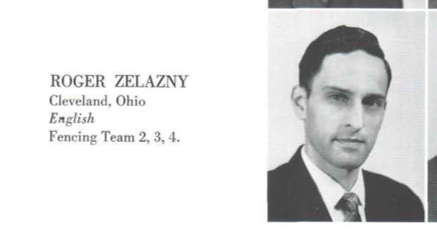 ROGER ZELAZNY
Cleveland, Ohio
English
Fencing Team 2, 3, 4.